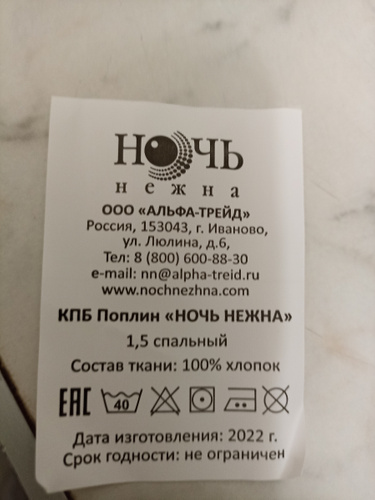 НОЧЬ
нежна
ООО «АЛЬФА-ТРЕЙД»
Россия, 153043, г. Иваново,
ул. Люлина, д.6,
Тел: 8 (800) 600-88-30
e-mail: nn@alpha-treid.ru
www.nochnezhna.com
КПБ Поплин «НОЧЬ НЕЖНА»
1,5 спальный
Состав ткани: 100% хлопок
ЕАС 40
Дата изготовления: 2022 г.
Срок годности: не ограничен